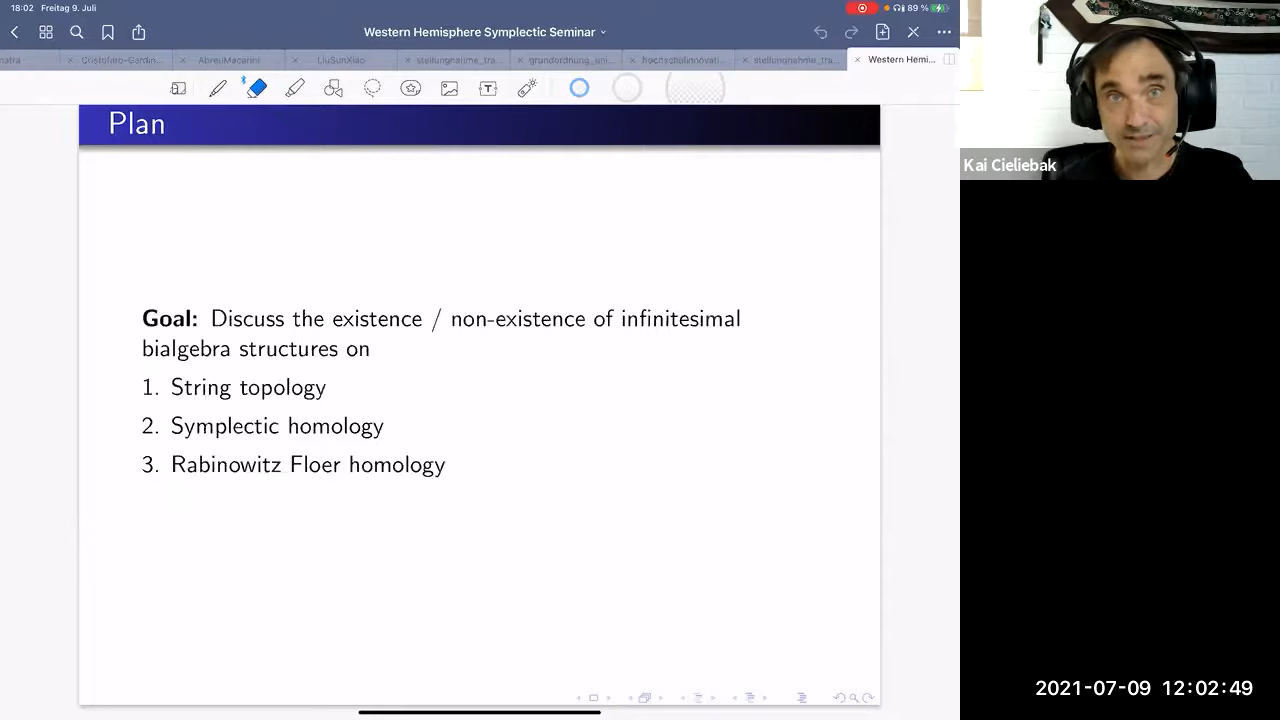 18:02 Freitag 9. Juli
89 %
Western Hemisphere Symplectic Seminar
AbreuMacarini
LiuSunXiao
stellungnahme_tra...
grundordnung_uni...
hochschulinnovati...
stellungnahme_tra...
Western Hemi...
Plan
Goal: Discuss the existence / non-existence of infinitesimal
bialgebra structures on
1. String topology
2. Symplectic homology
3. Rabinowitz Floer homology
Kai Cieliebak
2021-07-09 12:02:49